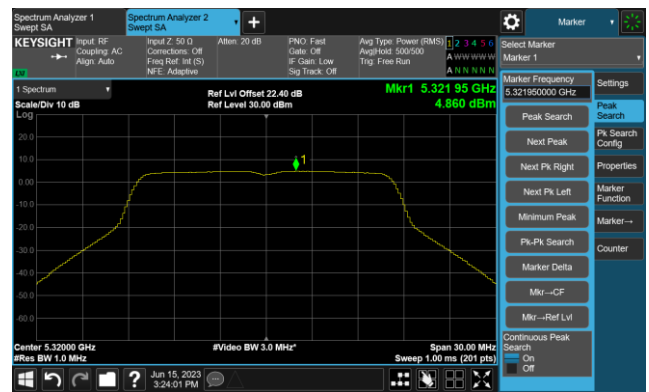 Spectrum Analyzer 1
Swept SA
Spectrum Analyzer 2
Swept SA
+
Marker
KEYSIGHT
LXI
Input: RF
Coupling: AC
Align: Auto
Input Z: 50 Ω
Corrections: Off
Freq Ref: Int (S)
NFE: Adaptive
Atten: 20 dB
PNO: Fast
Gate: Off
IF Gain: Low
Sig Track: Off
Avg Type: Power (RMS)
Avg|Hold: 500/500
Trig: Free Run
1 2 3 4 5 6
A W W W W W
A N N N N N
Select Marker
Marker 1
1 Spectrum
Scale/Div 10 dB
Log
Ref Lvl Offset 22.40 dB
Ref Level 30.00 dBm
Mkr1 5.321 95 GHz
4.860 dBm
20.0
10.0
0.00
-10.0
-20.0
-30.0
-40.0
-50.0
-60.0
1
Center 5.32000 GHz
#Res BW 1.0 MHz
#Video BW 3.0 MHz*
Span 30.00 MHz
Sweep 1.00 ms (201 pts)
Marker Frequency
5.321950000 GHz
Peak Search
Next Peak
Next Pk Right
Next Pk Left
Minimum Peak
Pk-Pk Search
Marker Delta
Mkr→CF
Mkr→Ref Lvl
Continuous Peak
Search
On
Off
Settings
Peak
Search
Pk Search
Config
Properties
Marker
Function
Marker→
Counter
?
Jun 15, 2023
3:24:01 PM